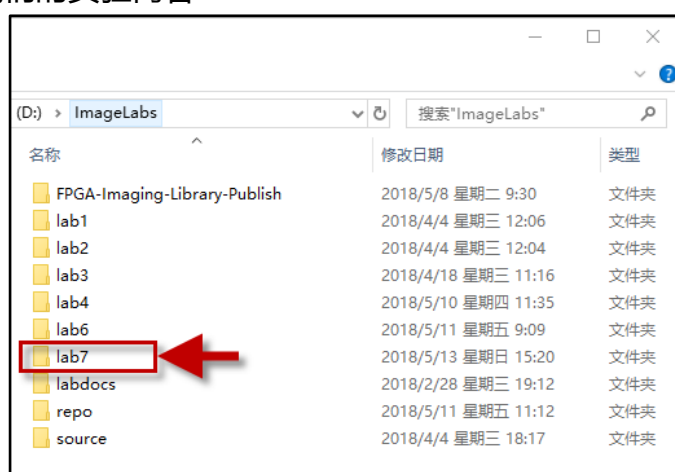 (D:) > ImageLabs 搜索"ImageLabs"
名称 修改日期 类型
FPGA-Imaging-Library-Publish 2018/5/8 星期二 9:30 文件夹
lab1 2018/4/4 星期三 12:06 文件夹
lab2 2018/4/4 星期三 12:04 文件夹
lab3 2018/4/18 星期三 11:16 文件夹
lab4 2018/5/10 星期四 11:35 文件夹
lab6 2018/5/11 星期五 9:09 文件夹
lab7 2018/5/13 星期日 15:20 文件夹
labdocs 2018/2/28 星期三 19:12 文件夹
repo 2018/5/11 星期五 11:12 文件夹
source 2018/4/4 星期三 18:17 文件夹